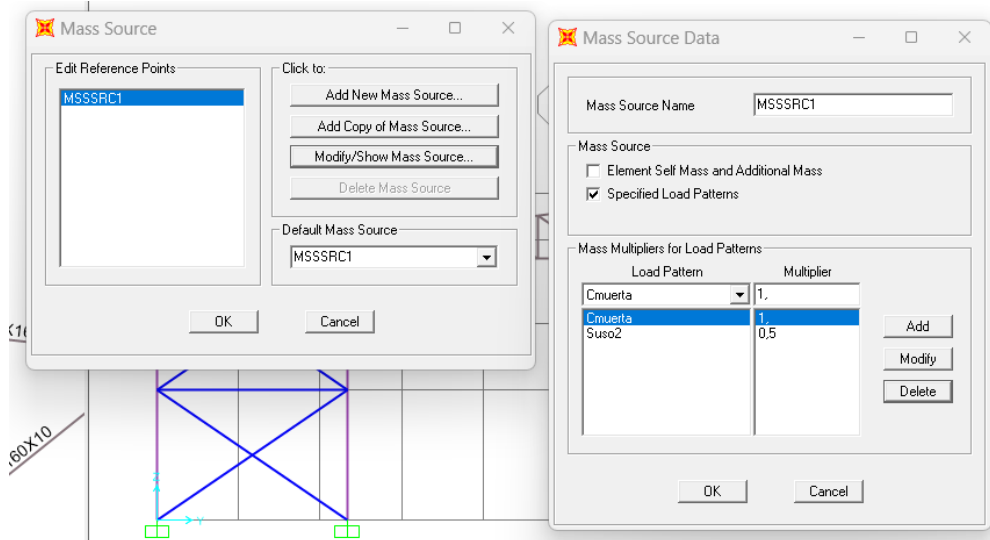 Mass Source
Edit Reference Points
MSSSRC1
Click to:
Add New Mass Source...
Add Copy of Mass Source...
Modify/Show Mass Source...
Delete Mass Source
Default Mass Source
MSSSRC1
OK
Cancel
Mass Source Data
Mass Source Name
MSSSRC1
Mass Source
Element Self Mass and Additional Mass
Specified Load Patterns
Mass Multipliers for Load Patterns
Load Pattern
Multiplier
Cmuerta
1,
Cmuerta
1,
Suso2
0,5
Add
Modify
Delete
OK
Cancel
60X10
Y